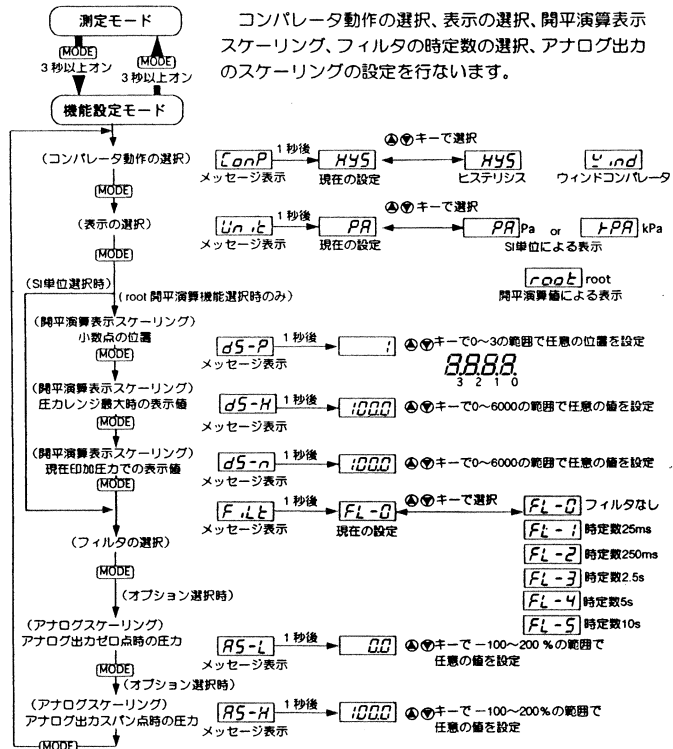 測定モード
コンパレータ動作の選択、表示の選択、開平演算表示
スケーリング、フィルタの時定数の選択、アナログ出力
のスケーリングの設定を行ないます。
MODE
3秒以上オン
MODE
3秒以上オン
機能設定モード
(コンパレータ動作の選択)
ConP
メッセージ表示
1秒後
HYS
現在の設定
▲▼キーで選択
HYS
ヒステリシス
Wind
ウィンドコンパレータ
MODE
(表示の選択)
Unit
メッセージ表示
1秒後
PA
現在の設定
▲▼キーで選択
PA Pa or kPA kPa
SI単位による表示
MODE
root root
開平演算値による表示
(SI単位選択時)
(root 開平演算機能選択時のみ)
(開平演算表示スケーリング)
小数点の位置
dS-P
メッセージ表示
1秒後
1
▲▼キーで0〜3の範囲で任意の位置を設定
8.8.8.8.
3 2 1 0
MODE
(開平演算表示スケーリング)
圧力レンジ最大時の表示値
dS-H
メッセージ表示
1秒後
100.0
▲▼キーで0〜6000の範囲で任意の値を設定
MODE
(開平演算表示スケーリング)
現在印加圧力での表示値
dS-n
メッセージ表示
1秒後
100.0
▲▼キーで0〜6000の範囲で任意の値を設定
MODE
(フィルタの選択)
FiLt
メッセージ表示
1秒後
FL-0
現在の設定
▲▼キーで選択
FL-0 フィルタなし
FL-1 時定数25ms
FL-2 時定数250ms
FL-3 時定数2.5s
FL-4 時定数5s
FL-5 時定数10s
MODE
(オプション選択時)
(アナログスケーリング)
アナログ出力ゼロ点時の圧力
AS-L
メッセージ表示
1秒後
0.0
▲▼キーで −100〜200 %の範囲で
任意の値を設定
MODE
(オプション選択時)
(アナログスケーリング)
アナログ出力スパン点時の圧力
AS-H
メッセージ表示
1秒後
100.0
▲▼キーで −100〜200%の範囲で
任意の値を設定
MODE